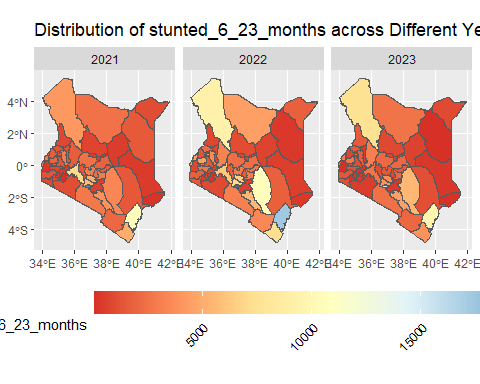 Distribution of stunted_6_23_months across Different Ye
2021 2022 2023
4°N
2°N
0°
2°S
4°S
34°E 36°E 38°E 40°E 42°E 34°E 36°E 38°E 40°E 42°E 34°E 36°E 38°E 40°E 42°E
6_23_months
5000 10000 15000